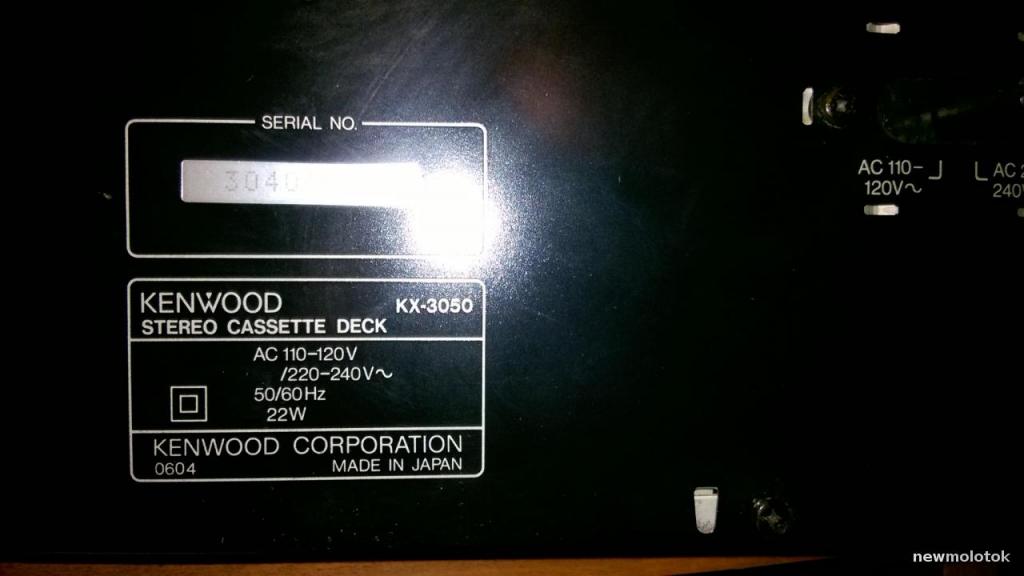 SERIAL NO.
3040
AC 110-
120V~
KENWOOD KX-3050
STEREO CASSETTE DECK
AC 110-120V
/220-240V~
50/60Hz
22W
KENWOOD CORPORATION
0604 MADE IN JAPAN
newmolotok